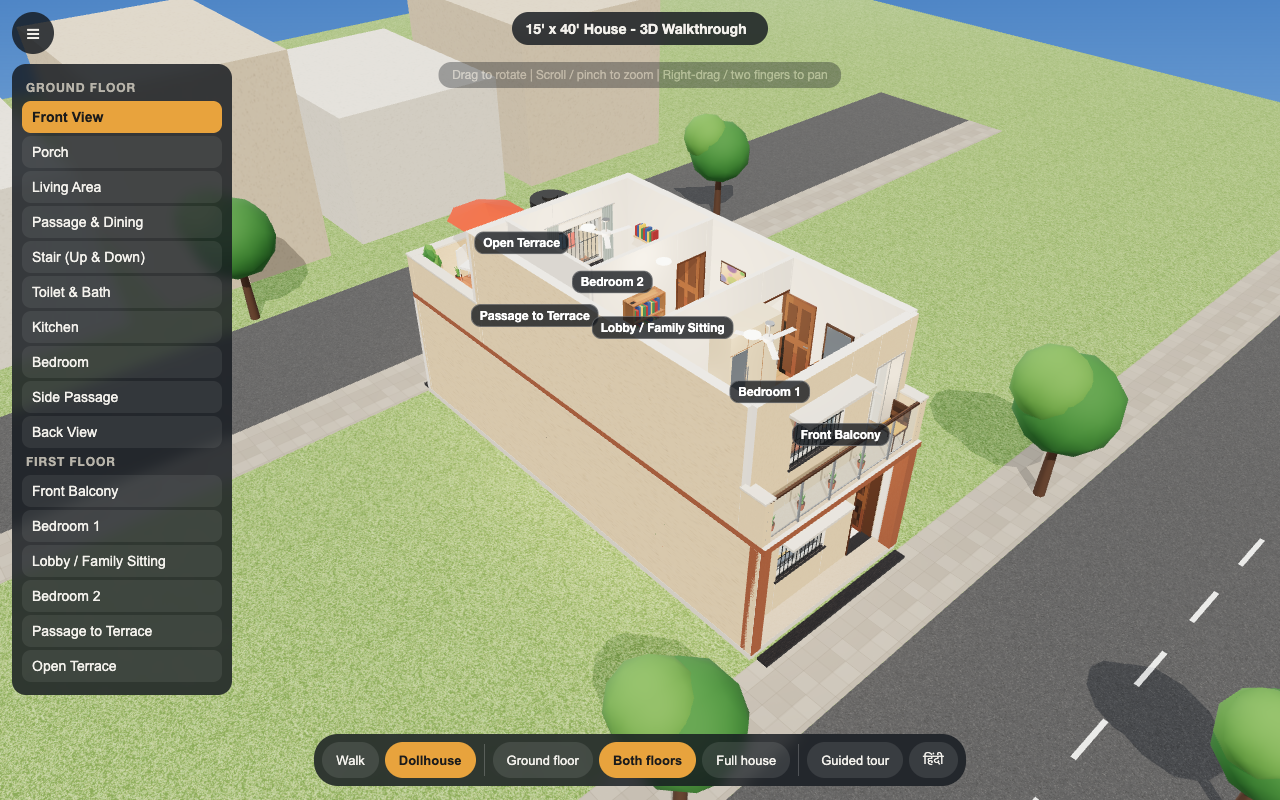 ☰
15' x 40' House - 3D Walkthrough
Drag to rotate | Scroll / pinch to zoom | Right-drag / two fingers to pan
GROUND FLOOR
Front View
Porch
Living Area
Passage & Dining
Stair (Up & Down)
Toilet & Bath
Kitchen
Bedroom
Side Passage
Back View
FIRST FLOOR
Front Balcony
Bedroom 1
Lobby / Family Sitting
Bedroom 2
Passage to Terrace
Open Terrace
Open Terrace
Bedroom 2
Passage to Terrace
Lobby / Family Sitting
Bedroom 1
Front Balcony
Walk
Dollhouse
Ground floor
Both floors
Full house
Guided tour
हिंदी